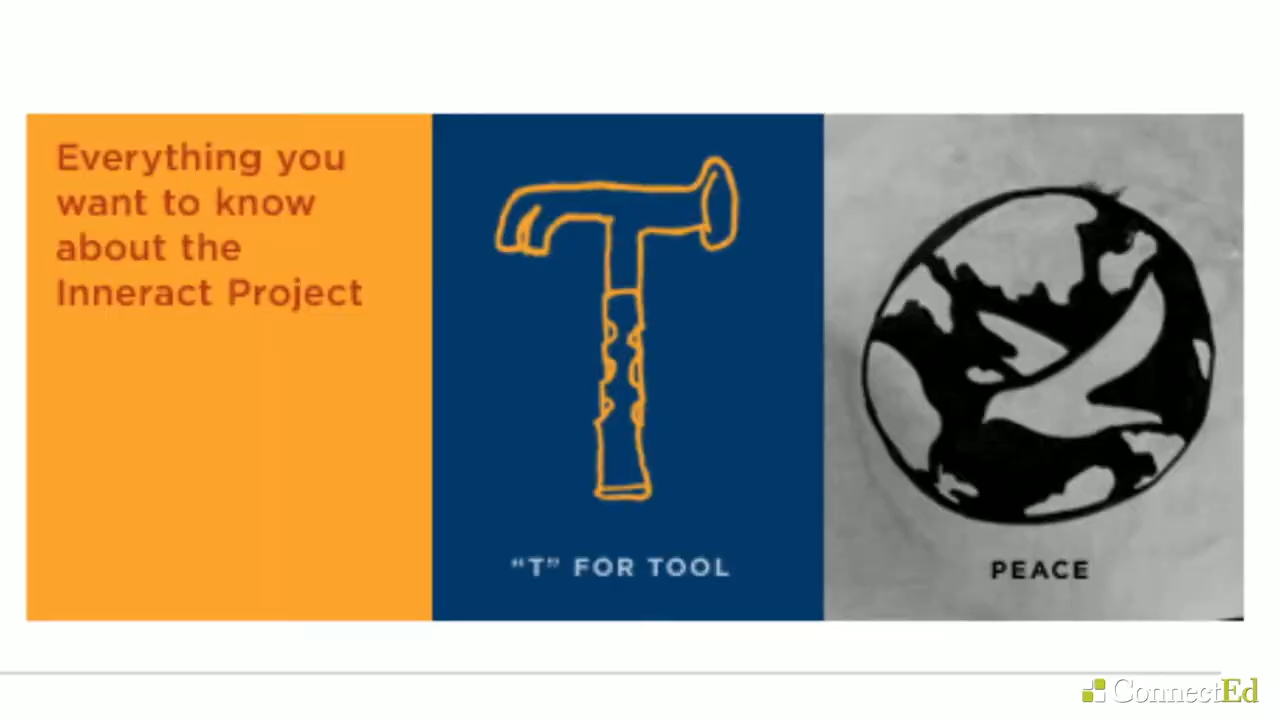 Everything you
want to know
about the
Inneract Project
“T” FOR TOOL
PEACE
ConnectEd